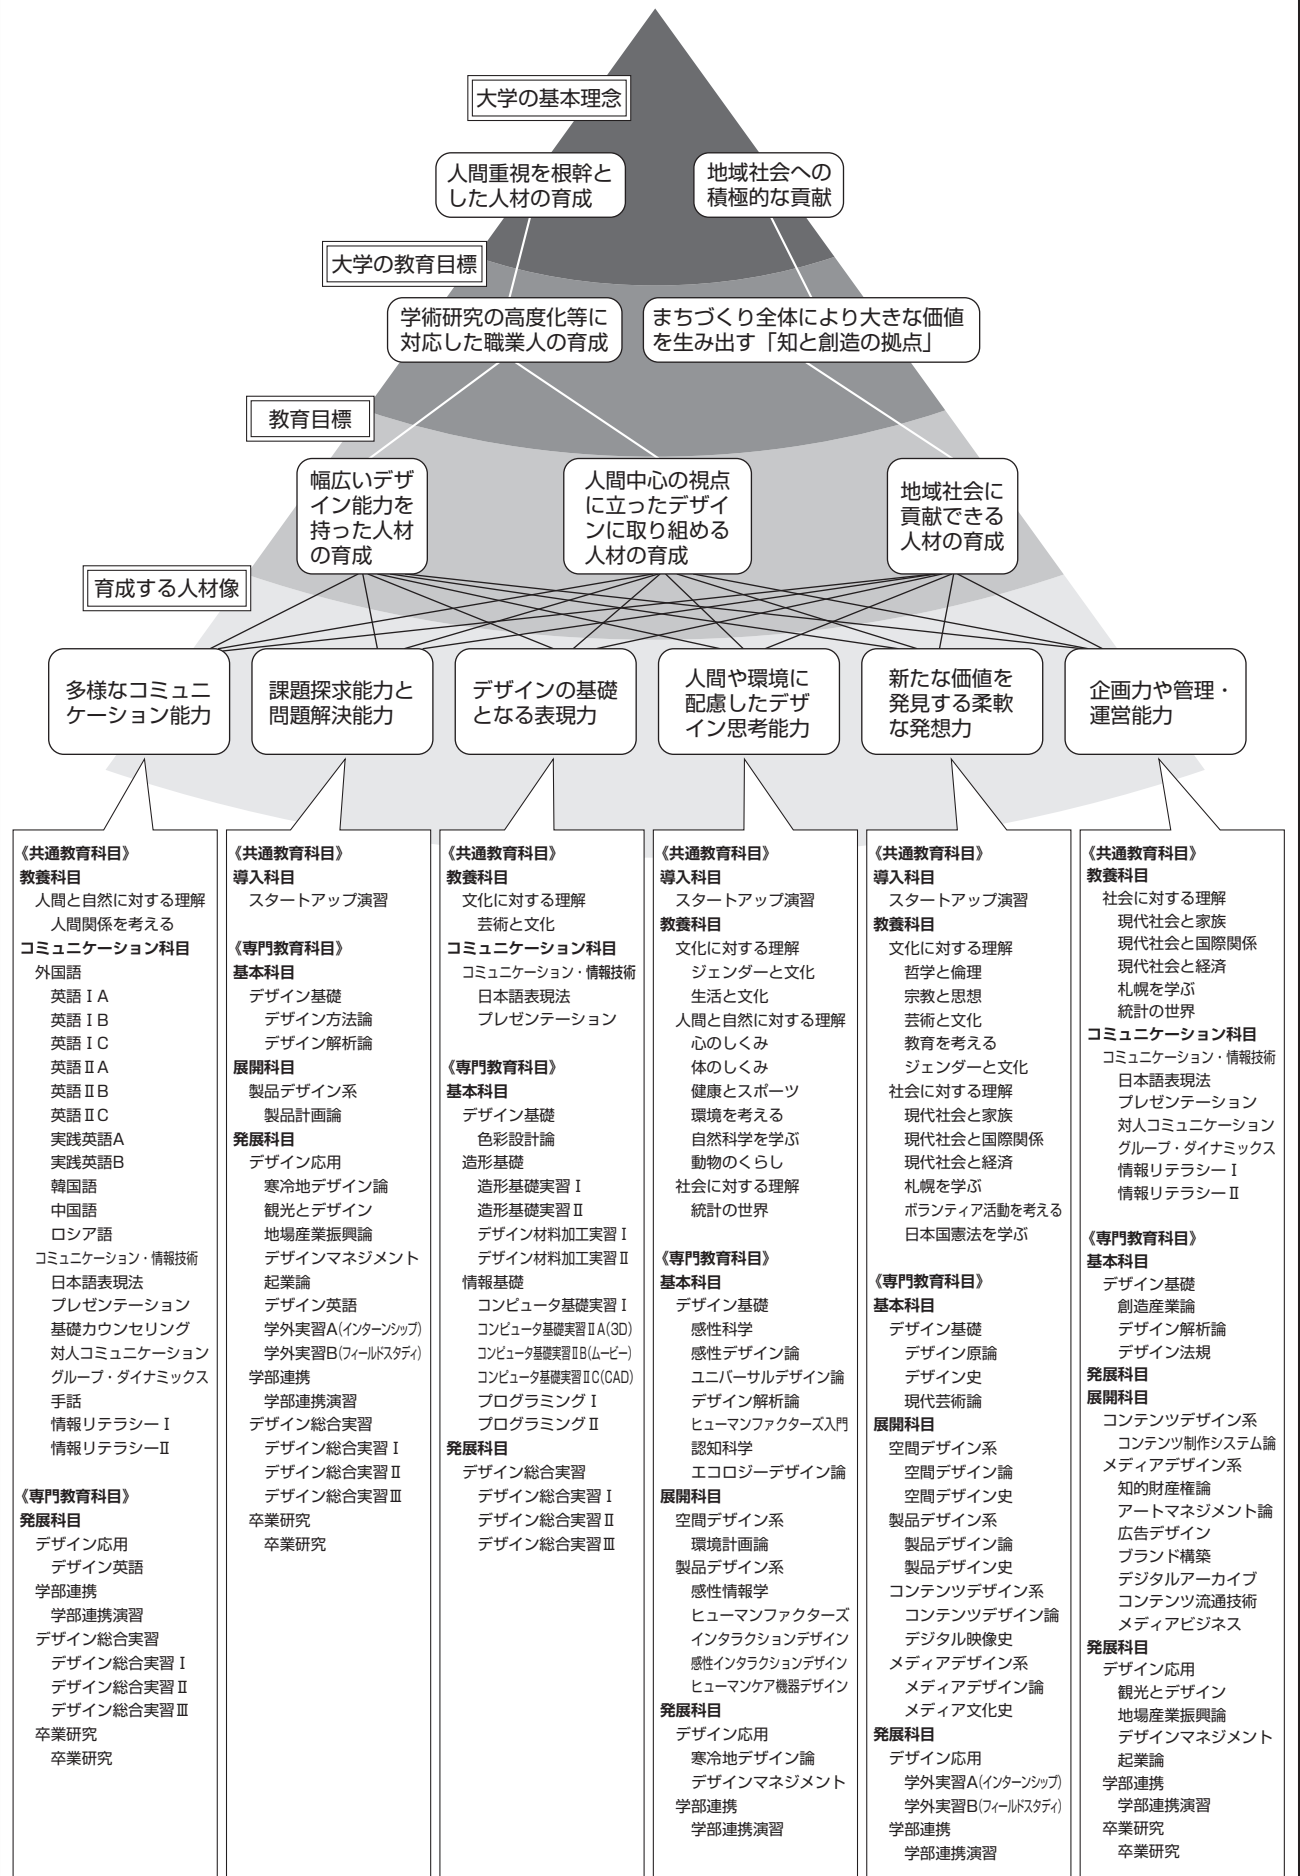 大学の基本理念
人間重視を根幹と
した人材の育成
地域社会への
積極的な貢献
大学の教育目標
学術研究の高度化等に
対応した職業人の育成
まちづくり全体により大きな価値
を生み出す「知と創造の拠点」
教育目標
幅広いデザ
イン能力を
持った人材
の育成
人間中心の視点
に立ったデザイ
ンに取り組める
人材の育成
地域社会に
貢献できる
人材の育成
育成する人材像
多様なコミュニ
ケーション能力
課題探求能力と
問題解決能力
デザインの基礎
となる表現力
人間や環境に
配慮したデザ
イン思考能力
新たな価値を
発見する柔軟
な発想力
企画力や管理・
運営能力
《共通教育科目》
教養科目
人間と自然に対する理解
人間関係を考える
コミュニケーション科目
外国語
英語ⅠA
英語ⅠB
英語ⅠC
英語ⅡA
英語ⅡB
英語ⅡC
実践英語A
実践英語B
韓国語
中国語
ロシア語
コミュニケーション・情報技術
日本語表現法
プレゼンテーション
基礎カウンセリング
対人コミュニケーション
グループ・ダイナミックス
手話
情報リテラシーⅠ
情報リテラシーⅡ
《専門教育科目》
発展科目
デザイン応用
デザイン英語
学部連携
学部連携演習
デザイン総合実習
デザイン総合実習Ⅰ
デザイン総合実習Ⅱ
デザイン総合実習Ⅲ
卒業研究
卒業研究
《共通教育科目》
導入科目
スタートアップ演習
《専門教育科目》
基本科目
デザイン基礎
デザイン方法論
デザイン解析論
展開科目
製品デザイン系
製品計画論
発展科目
デザイン応用
寒冷地デザイン論
観光とデザイン
地場産業振興論
デザインマネジメント
起業論
デザイン英語
学外実習A(インターンシップ)
学外実習B(フィールドスタディ)
学部連携
学部連携演習
デザイン総合実習
デザイン総合実習Ⅰ
デザイン総合実習Ⅱ
デザイン総合実習Ⅲ
卒業研究
卒業研究
《共通教育科目》
教養科目
文化に対する理解
芸術と文化
コミュニケーション科目
コミュニケーション・情報技術
日本語表現法
プレゼンテーション
《専門教育科目》
基本科目
デザイン基礎
色彩設計論
造形基礎
造形基礎実習Ⅰ
造形基礎実習Ⅱ
デザイン材料加工実習Ⅰ
デザイン材料加工実習Ⅱ
情報基礎
コンピュータ基礎実習Ⅰ
コンピュータ基礎実習ⅡA(3D)
コンピュータ基礎実習ⅡB(ムービー)
コンピュータ基礎実習ⅡC(CAD)
プログラミングⅠ
プログラミングⅡ
発展科目
デザイン総合実習
デザイン総合実習Ⅰ
デザイン総合実習Ⅱ
デザイン総合実習Ⅲ
《共通教育科目》
導入科目
スタートアップ演習
教養科目
文化に対する理解
ジェンダーと文化
生活と文化
人間と自然に対する理解
心のしくみ
体のしくみ
健康とスポーツ
環境を考える
自然科学を学ぶ
動物のくらし
社会に対する理解
統計の世界
《専門教育科目》
基本科目
デザイン基礎
感性科学
感性デザイン論
ユニバーサルデザイン論
デザイン解析論
ヒューマンファクターズ入門
認知科学
エコロジーデザイン論
展開科目
空間デザイン系
環境計画論
製品デザイン系
感性情報学
ヒューマンファクターズ
インタラクションデザイン
感性インタラクションデザイン
ヒューマンケア機器デザイン
発展科目
デザイン応用
寒冷地デザイン論
デザインマネジメント
学部連携
学部連携演習
《共通教育科目》
導入科目
スタートアップ演習
教養科目
文化に対する理解
哲学と倫理
宗教と思想
芸術と文化
教育を考える
ジェンダーと文化
社会に対する理解
現代社会と家族
現代社会と国際関係
現代社会と経済
札幌を学ぶ
ボランティア活動を考える
日本国憲法を学ぶ
《専門教育科目》
基本科目
デザイン基礎
デザイン原論
デザイン史
現代芸術論
展開科目
空間デザイン系
空間デザイン論
空間デザイン史
製品デザイン系
製品デザイン論
製品デザイン史
コンテンツデザイン系
コンテンツデザイン論
デジタル映像史
メディアデザイン系
メディアデザイン論
メディア文化史
発展科目
デザイン応用
学外実習A(インターンシップ)
学外実習B(フィールドスタディ)
学部連携
学部連携演習
《共通教育科目》
教養科目
社会に対する理解
現代社会と家族
現代社会と国際関係
現代社会と経済
札幌を学ぶ
統計の世界
コミュニケーション科目
コミュニケーション・情報技術
日本語表現法
プレゼンテーション
対人コミュニケーション
グループ・ダイナミックス
情報リテラシーⅠ
情報リテラシーⅡ
《専門教育科目》
基本科目
デザイン基礎
創造産業論
デザイン解析論
デザイン法規
発展科目
展開科目
コンテンツデザイン系
コンテンツ制作システム論
メディアデザイン系
知的財産権論
アートマネジメント論
広告デザイン
ブランド構築
デジタルアーカイブ
コンテンツ流通技術
メディアビジネス
発展科目
デザイン応用
観光とデザイン
地場産業振興論
デザインマネジメント
起業論
学部連携
学部連携演習
卒業研究
卒業研究